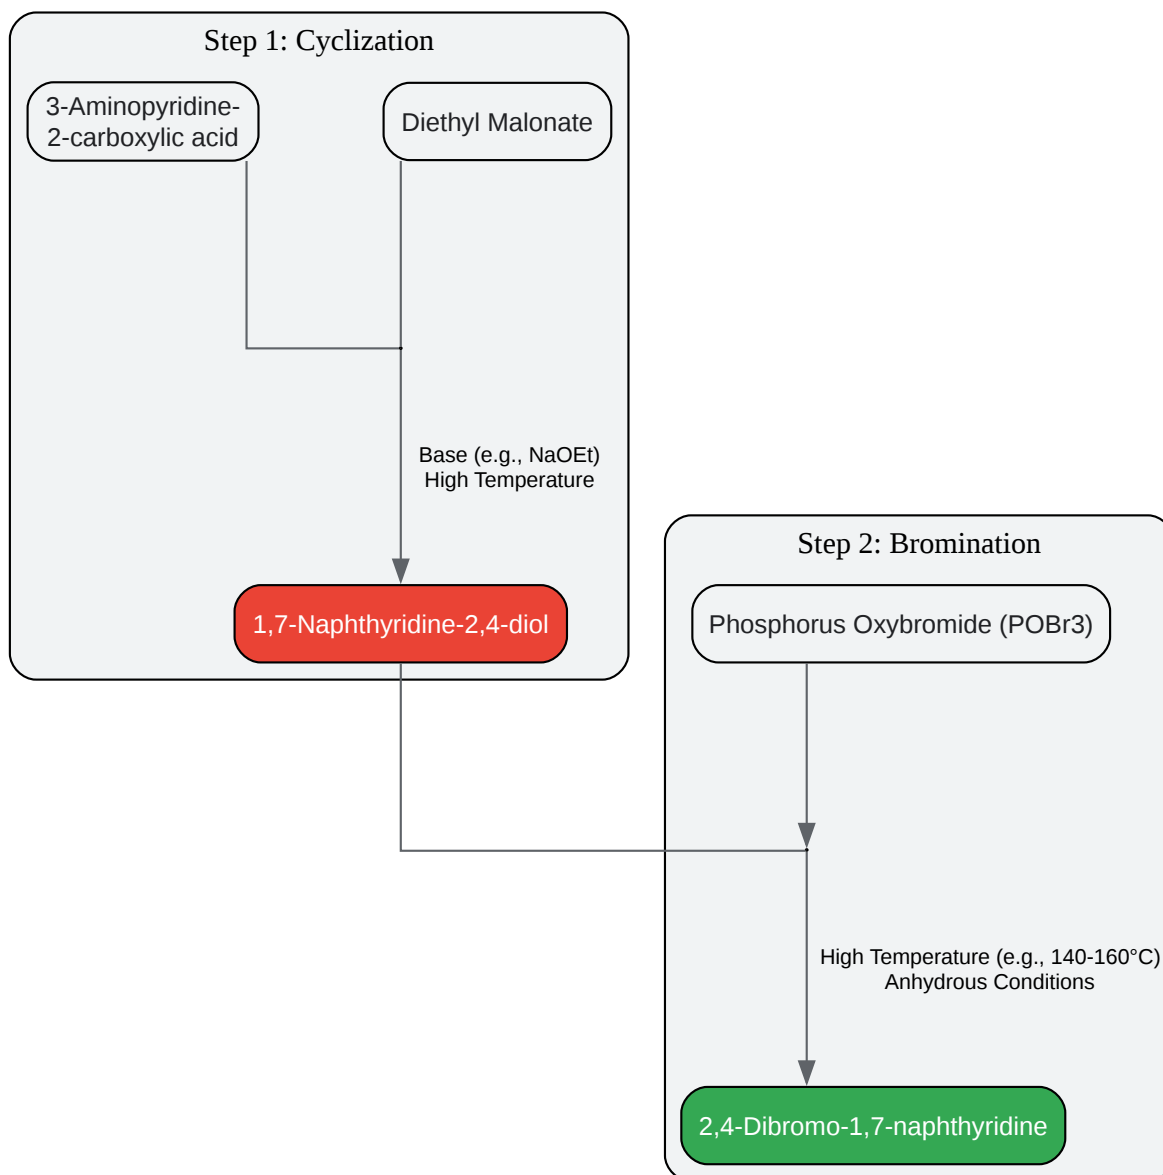 Step 1: Cyclization
3-Aminopyridine-
2-carboxylic acid
Diethyl Malonate
Base (e.g., NaOEt)
High Temperature
1,7-Naphthyridine-2,4-diol
Step 2: Bromination
Phosphorus Oxybromide (POBr3)
High Temperature (e.g., 140-160°C)
Anhydrous Conditions
2,4-Dibromo-1,7-naphthyridine